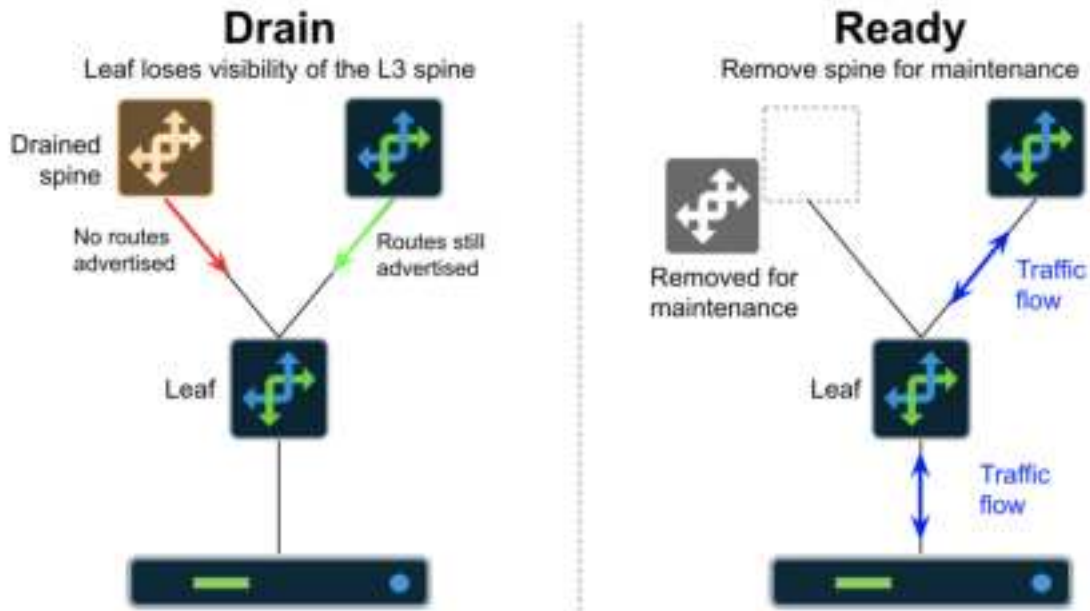 Drain
Leaf loses visibility of the L3 spine
Drained
spine
No routes
advertised
Routes still
advertised
Leaf
Ready
Remove spine for maintenance
Removed for
maintenance
Traffic
flow
Leaf
Traffic
flow